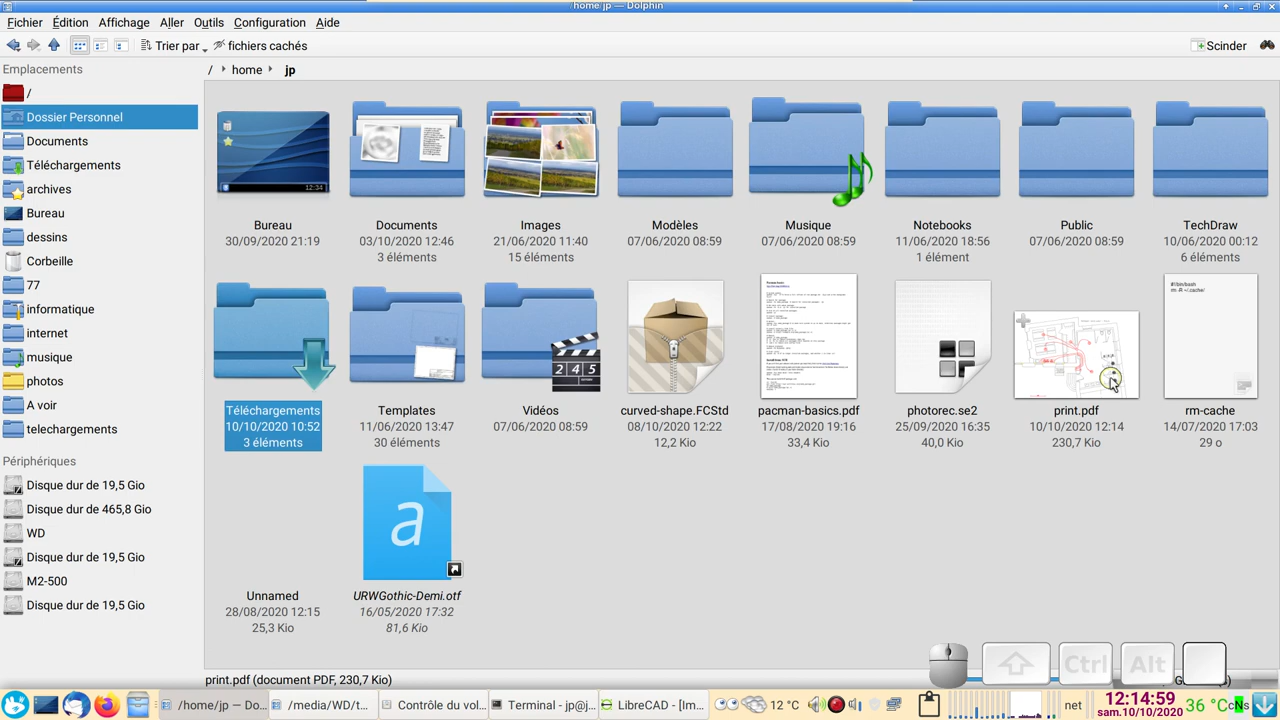 /home/jp — Dolphin
Fichier Édition Affichage Aller Outils Configuration Aide
Trier par fichiers cachés Scinder
Emplacements
/ home jp
/
Dossier Personnel
Documents
Téléchargements
archives
Bureau
dessins
Corbeille
77
informatique
internet
musique
photos
A voir
telechargements
Périphériques
Disque dur de 19,5 Gio
Disque dur de 465,8 Gio
WD
Disque dur de 19,5 Gio
M2-500
Disque dur de 19,5 Gio
12:34
Bureau Documents Images Modèles Musique Notebooks Public TechDraw
30/09/2020 21:19 03/10/2020 12:46 21/06/2020 11:40 07/06/2020 08:59 07/06/2020 08:59 11/06/2020 18:56 07/06/2020 08:59 10/06/2020 00:12
3 éléments 15 éléments 1 élément 6 éléments
#!/bin/bash
2 4 5
Téléchargements Templates Vidéos curved-shape.FCStd pacman-basics.pdf photorec.se2 print.pdf rm-cache
10/10/2020 10:52 11/06/2020 13:47 07/06/2020 08:59 08/10/2020 12:22 17/08/2020 19:16 25/09/2020 16:35 10/10/2020 12:14 14/07/2020 17:03
3 éléments 30 éléments 12,2 Kio 33,4 Kio 40,0 Kio 230,7 Kio 29 o
a
Unnamed URWGothic-Demi.otf
28/08/2020 12:15 16/05/2020 17:32
25,3 Kio 81,6 Kio
Ctrl Alt
print.pdf (document PDF, 230,7 Kio)
/home/jp — Do... /media/WD/t... Contrôle du vol... Terminal - jp@j... LibreCAD - [Im... 12 °C net 12:14:59 36 °C
sam.10/10/2020